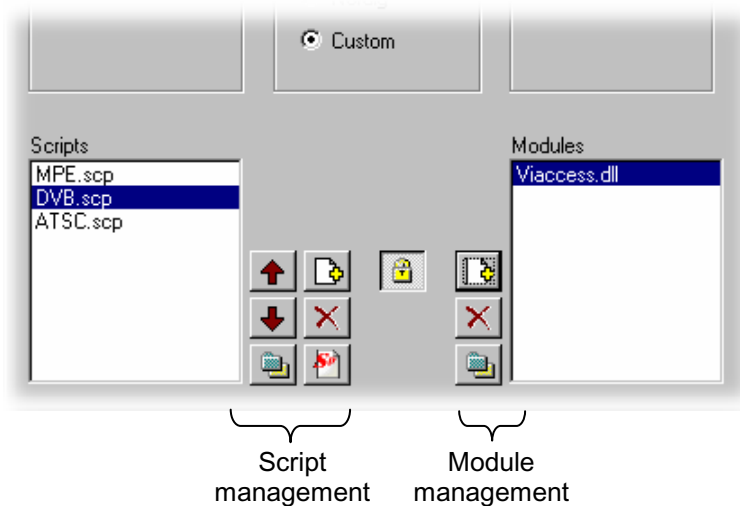 Custom
Scripts
MPE.scp
DVB.scp
ATSC.scp
Modules
Viaccess.dll
Script
management
Module
management